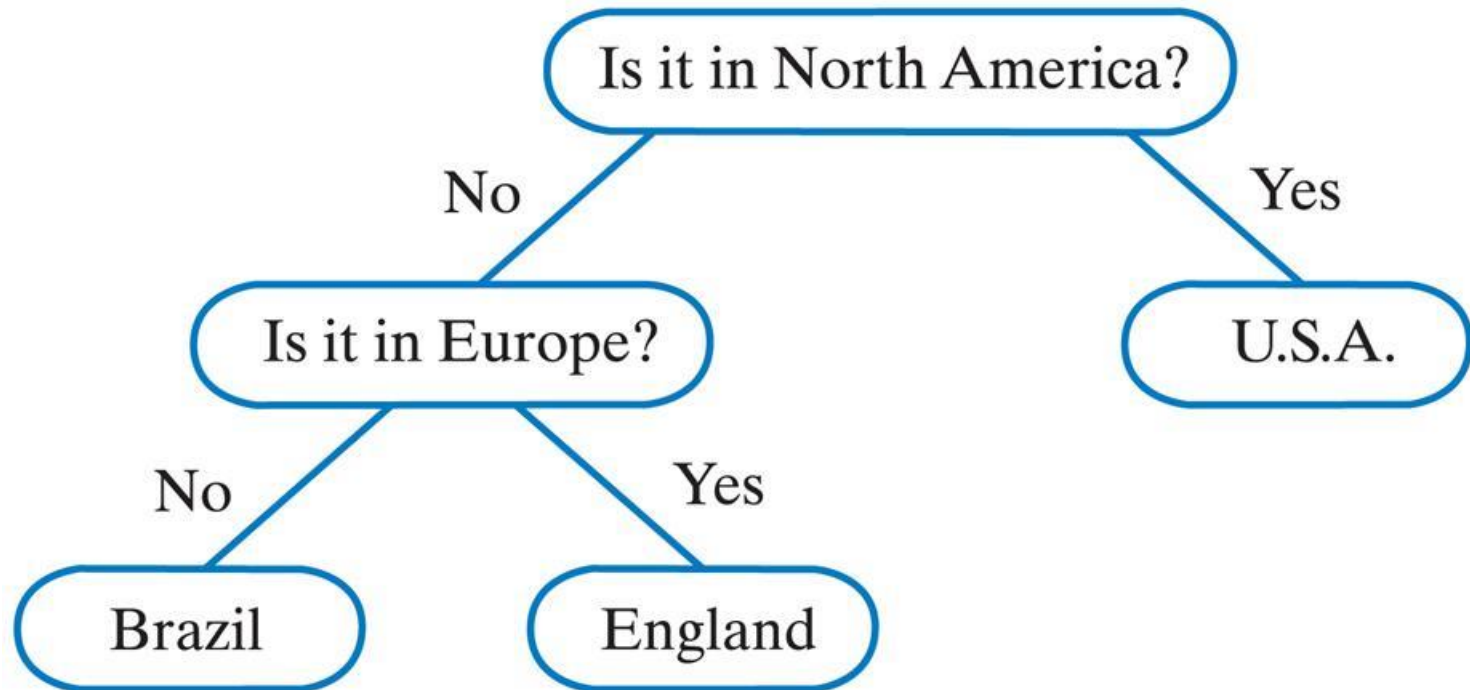 Is it in North America?
No
Yes
Is it in Europe?
U.S.A.
No
Yes
Brazil
England